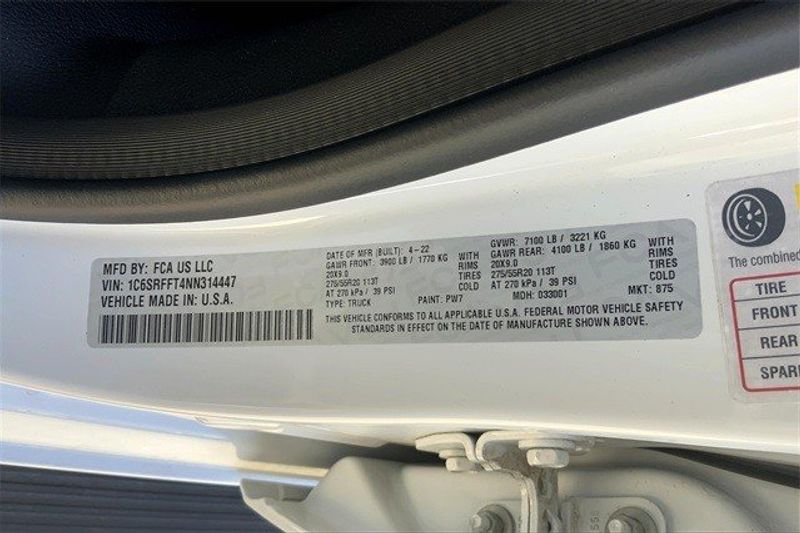 MFD BY: FCA US LLC
VIN: 1C6SRFFT4NN314447
VEHICLE MADE IN U.S.A.
DATE OF MFR (BUILT): 4-22
GAWR FRONT: 3900 LB / 1770 KG WITH
20X9.0 RIMS
275/55R20 113T TIRES
AT 270 kPa / 39 PSI COLD
TYPE: TRUCK PAINT: PW7
GVWR: 7100 LB / 3221 KG
GAWR REAR: 4100 LB / 1860 KG WITH
20X9.0 RIMS
275/55R20 113T TIRES
AT 270 kPa / 39 PSI COLD
MDH: 033001 MKT: 875
THIS VEHICLE CONFORMS TO ALL APPLICABLE U.S.A. FEDERAL MOTOR VEHICLE SAFETY
STANDARDS IN EFFECT ON THE DATE OF MANUFACTURE SHOWN ABOVE.
The combined
TIRE
FRONT
REAR
SPAR